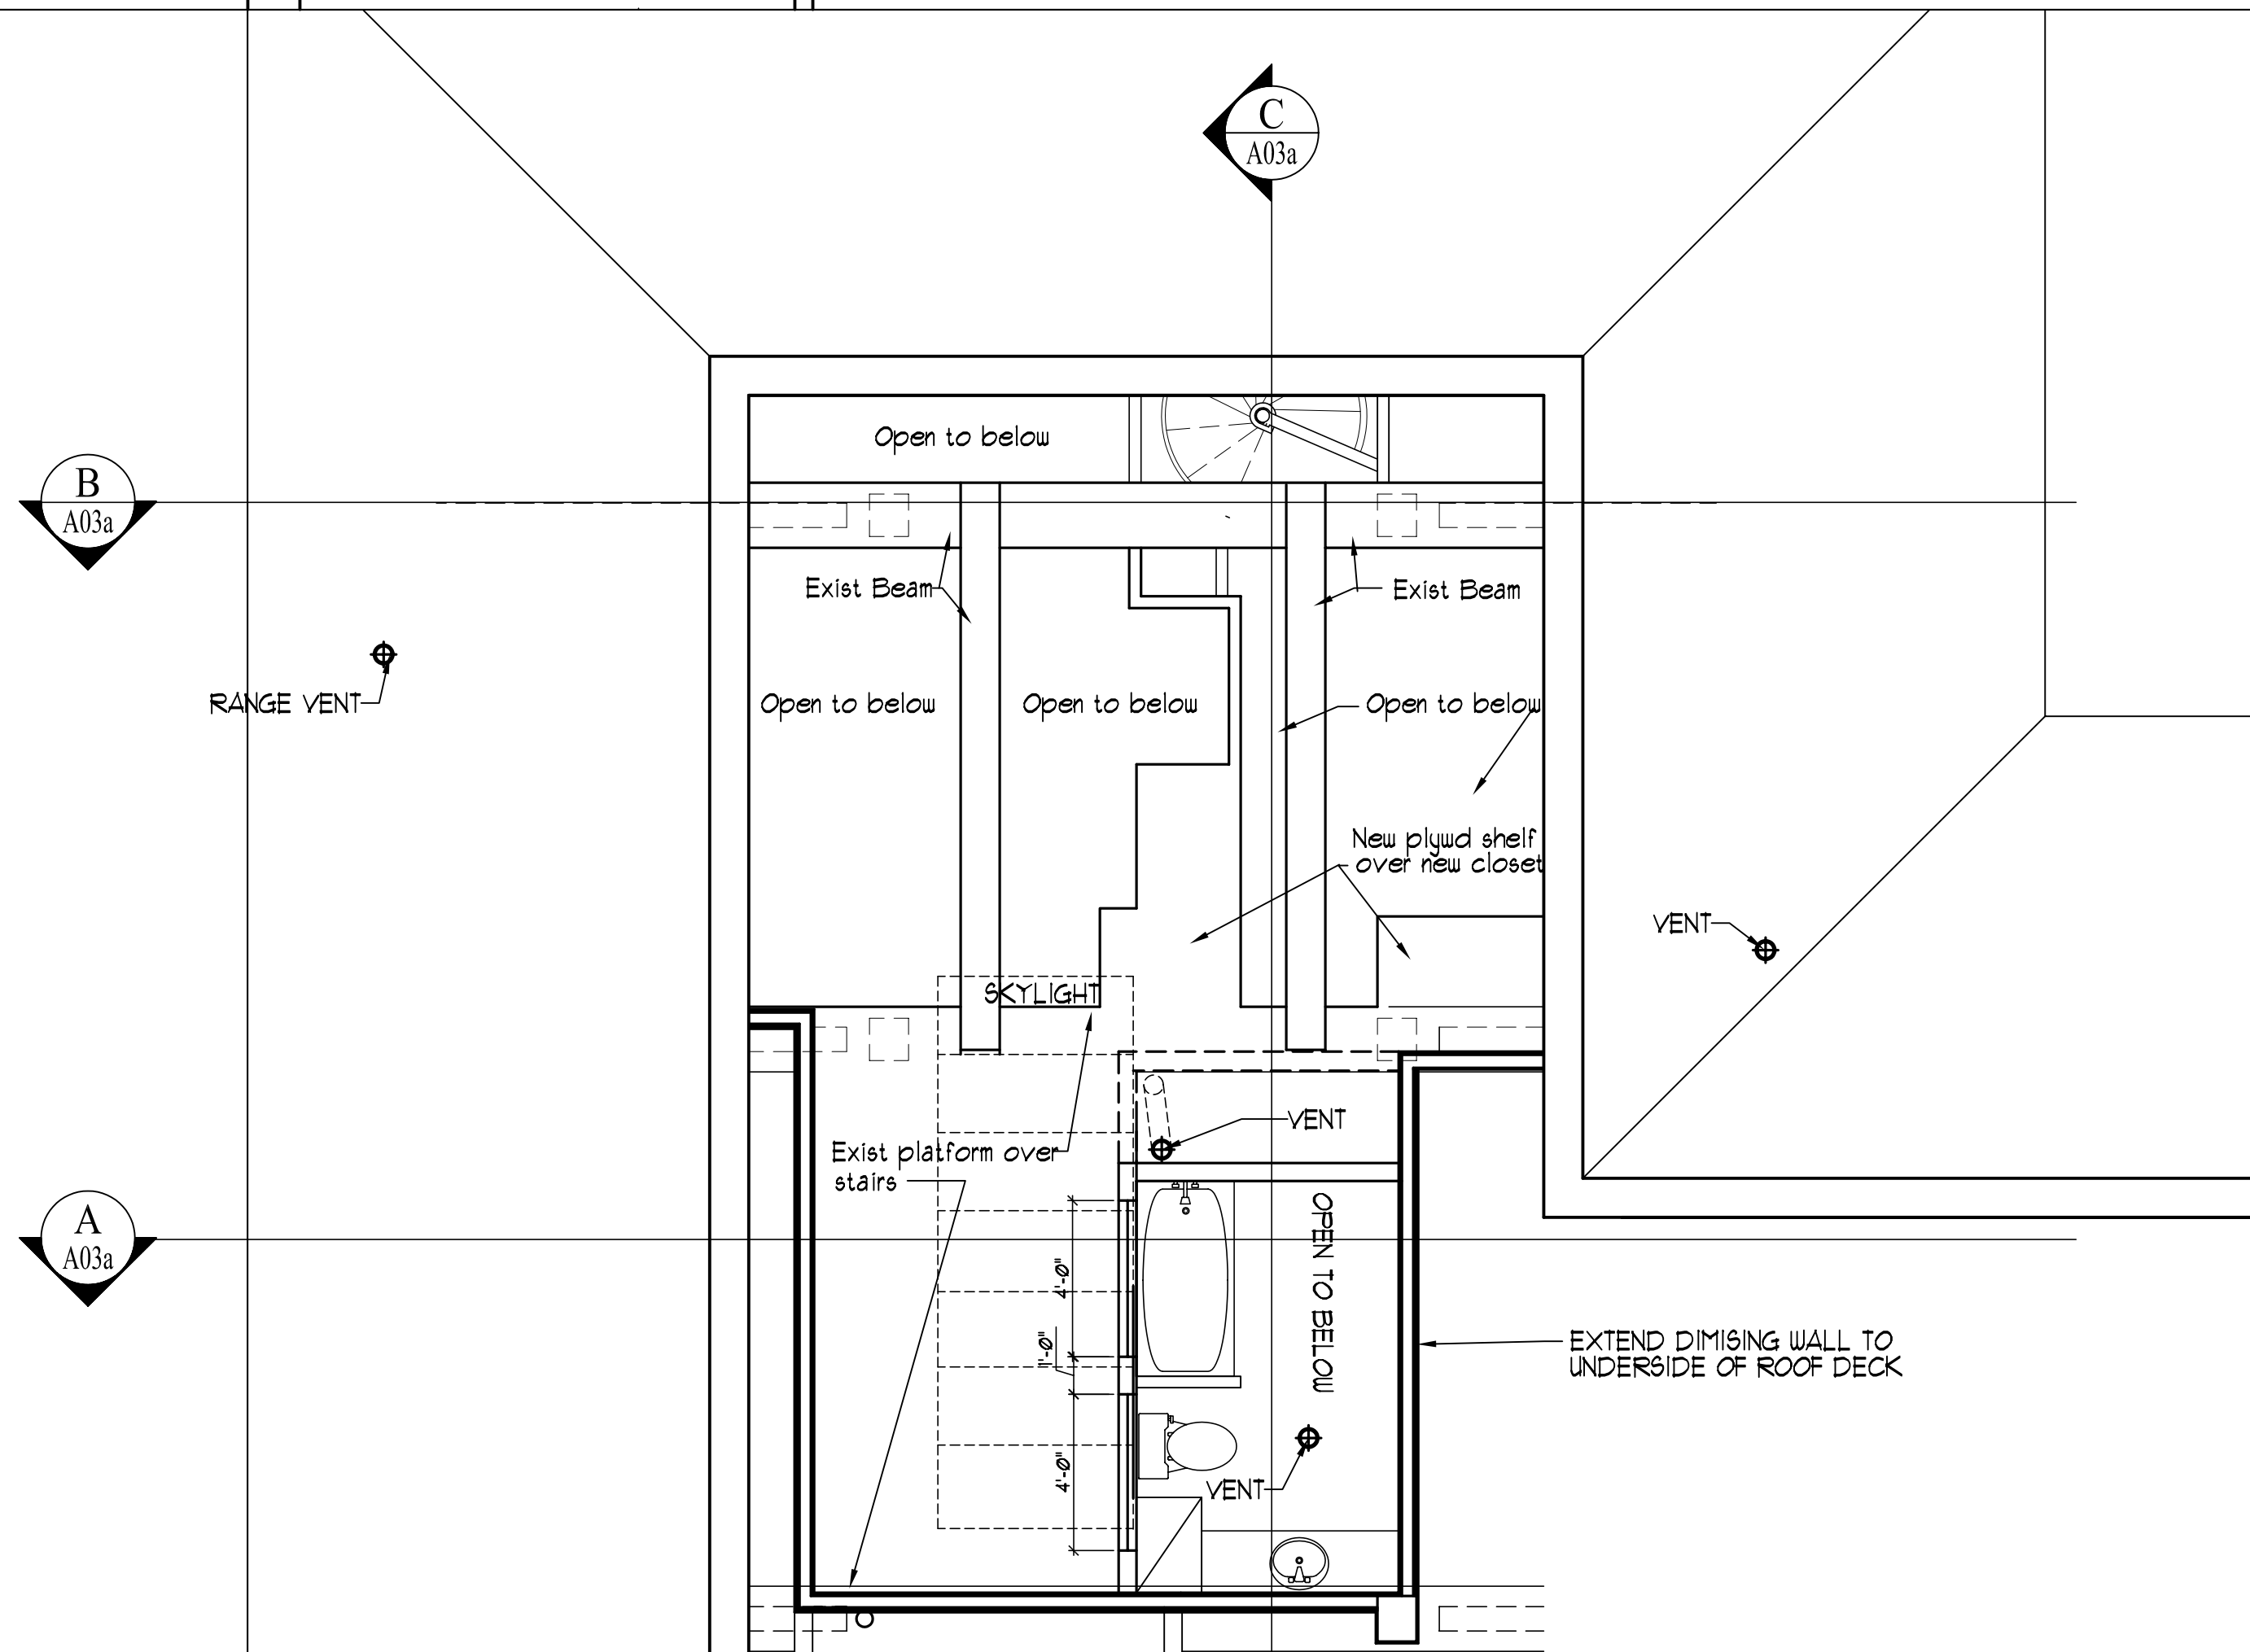 C
A03a
Open to below
B
A03a
Exist Beam
Exist Beam
RANGE VENT
Open to below
Open to below
Open to below
New plywd shelf
over new closet
VENT
SKYLIGHT
VENT
Exist platform over
stairs
A
A03a
OPEN TO BELOW
4'-0"
1'-0"
EXTEND DIMISING WALL TO
UNDERSIDE OF ROOF DECK
4'-0"
VENT